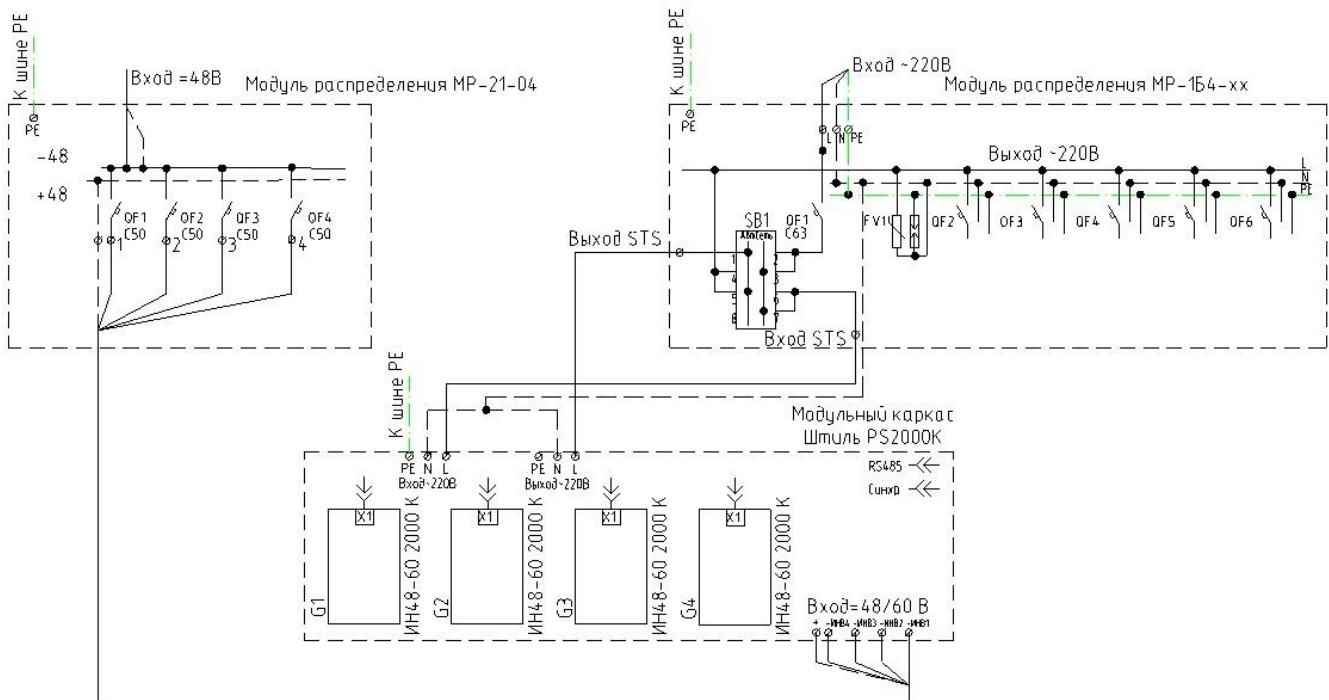 К шине PE
Вход =48В
Модуль распределения МР-21-04
PE
-48
+48
QF1
C50
QF2
C50
QF3
C50
QF4
C50
1
2
3
4
К шине PE
Вход ~220В
Модуль распределения МР-1Б4-хх
PE
L
N
PE
Выход ~220В
L
N
PE
SB1
QF1
C63
FV1
QF2
QF3
QF4
QF5
QF6
Выход STS
Вход STS
К шине PE
Модульный каркас
Штиль PS2000K
PE N L
Вход~220В
PE N L
Выход~220В
RS485
Синхр
X1
X1
X1
X1
G1
ИН48-60 2000 К
G2
ИН48-60 2000 К
G3
ИН48-60 2000 К
G4
ИН48-60 2000 К
Вход=48/60 В
+ -ИНВ4 -ИНВ3 -ИНВ2 -ИНВ1